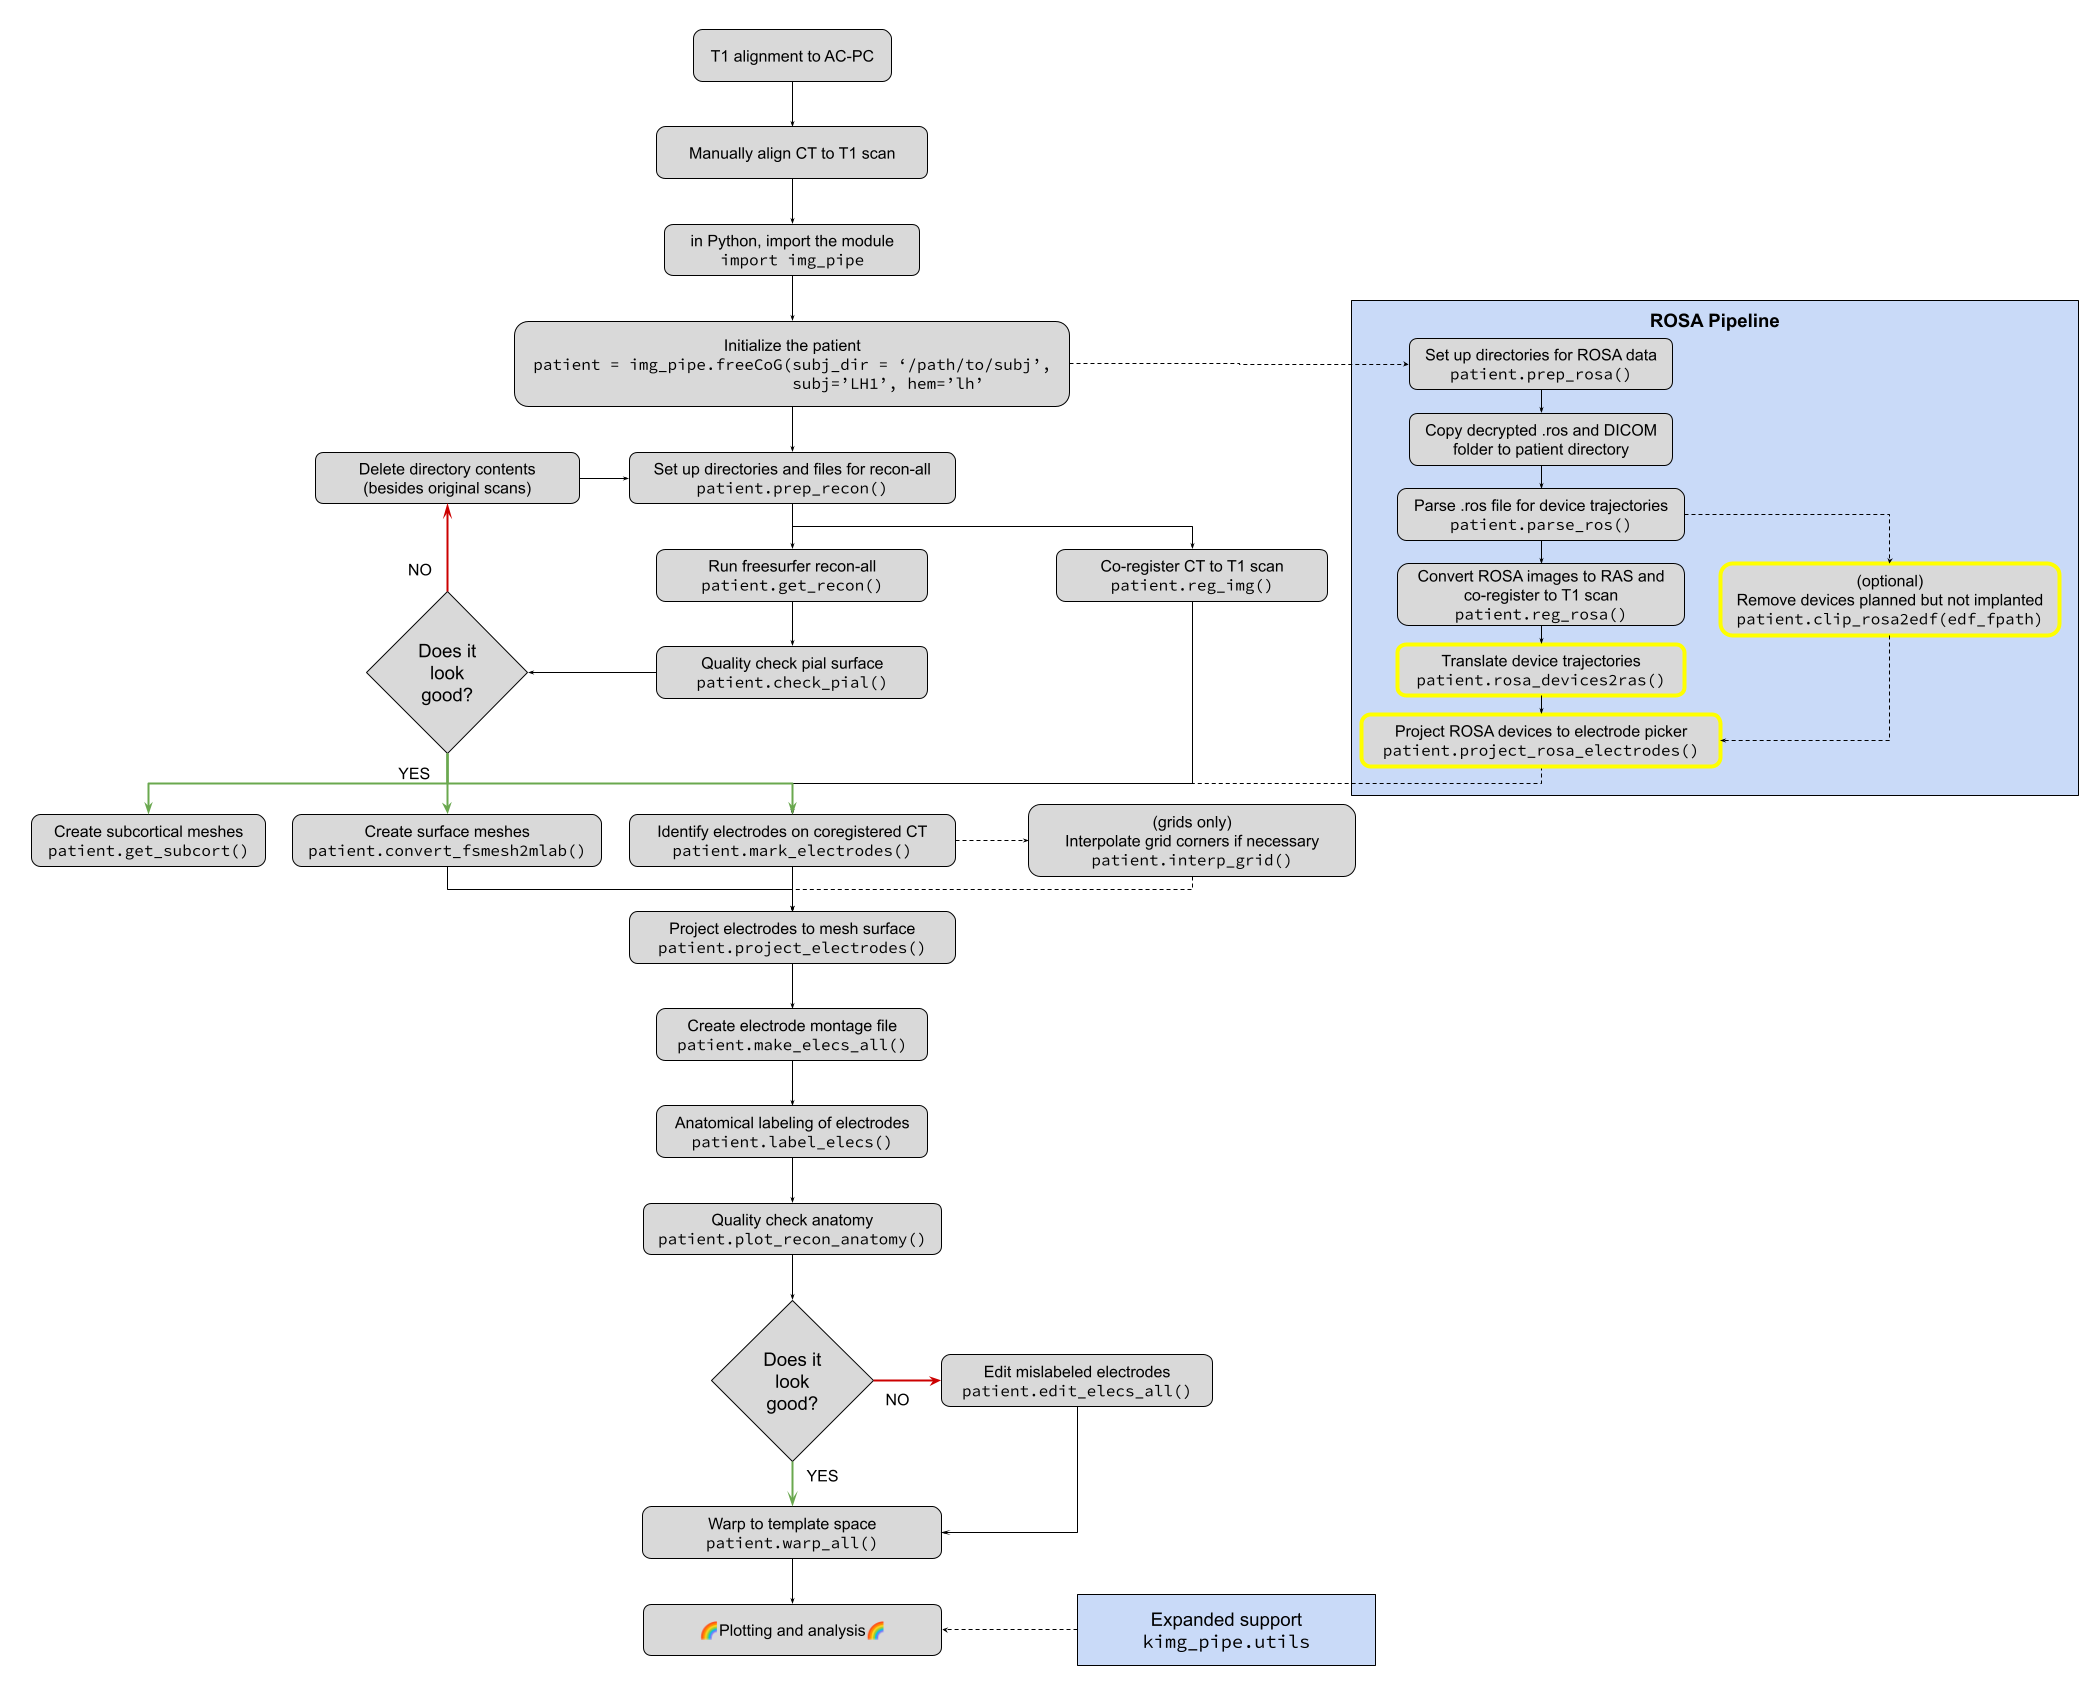 T1 alignment to AC-PC
Manually align CT to T1 scan
in Python, import the module
import img_pipe
Initialize the patient
patient = img_pipe.freeCoG(subj_dir = ‘/path/to/subj’,
subj=’LH1’, hem=’lh’
Delete directory contents
(besides original scans)
Set up directories and files for recon-all
patient.prep_recon()
NO
Run freesurfer recon-all
patient.get_recon()
Co-register CT to T1 scan
patient.reg_img()
Does it
look
good?
Quality check pial surface
patient.check_pial()
YES
ROSA Pipeline
Set up directories for ROSA data
patient.prep_rosa()
Copy decrypted .ros and DICOM
folder to patient directory
Parse .ros file for device trajectories
patient.parse_ros()
Convert ROSA images to RAS and
co-register to T1 scan
patient.reg_rosa()
(optional)
Remove devices planned but not implanted
patient.clip_rosa2edf(edf_fpath)
Translate device trajectories
patient.rosa_devices2ras()
Project ROSA devices to electrode picker
patient.project_rosa_electrodes()
Create subcortical meshes
patient.get_subcort()
Create surface meshes
patient.convert_fsmesh2mlab()
Identify electrodes on coregistered CT
patient.mark_electrodes()
(grids only)
Interpolate grid corners if necessary
patient.interp_grid()
Project electrodes to mesh surface
patient.project_electrodes()
Create electrode montage file
patient.make_elecs_all()
Anatomical labeling of electrodes
patient.label_elecs()
Quality check anatomy
patient.plot_recon_anatomy()
Does it
look
good?
NO
Edit mislabeled electrodes
patient.edit_elecs_all()
YES
Warp to template space
patient.warp_all()
🌈Plotting and analysis🌈
Expanded support
kimg_pipe.utils